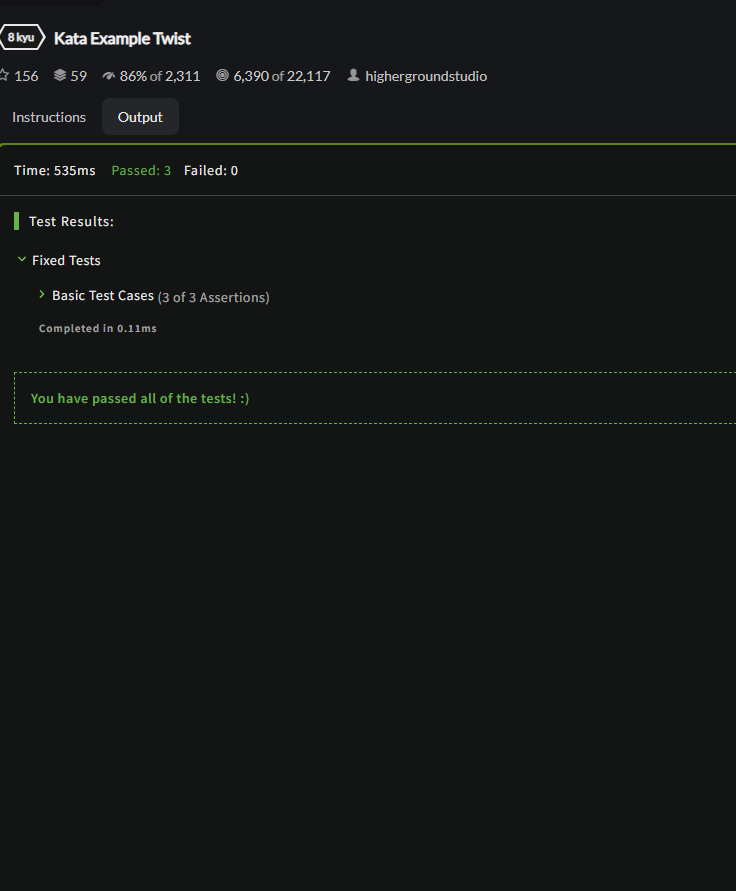 8 kyu Kata Example Twist
156 59 86% of 2,311 6,390 of 22,117 highergroundstudio
Instructions Output
Time: 535ms Passed: 3 Failed: 0
Test Results:
Fixed Tests
Basic Test Cases (3 of 3 Assertions)
Completed in 0.11ms
You have passed all of the tests! :)